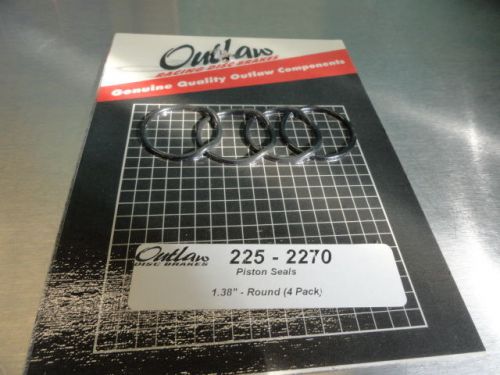 Outlaw
RACING DISC BRAKES
Genuine Quality Outlaw Components
Outlaw
DISC BRAKES
225 - 2270
Piston Seals
1.38" - Round (4 Pack)